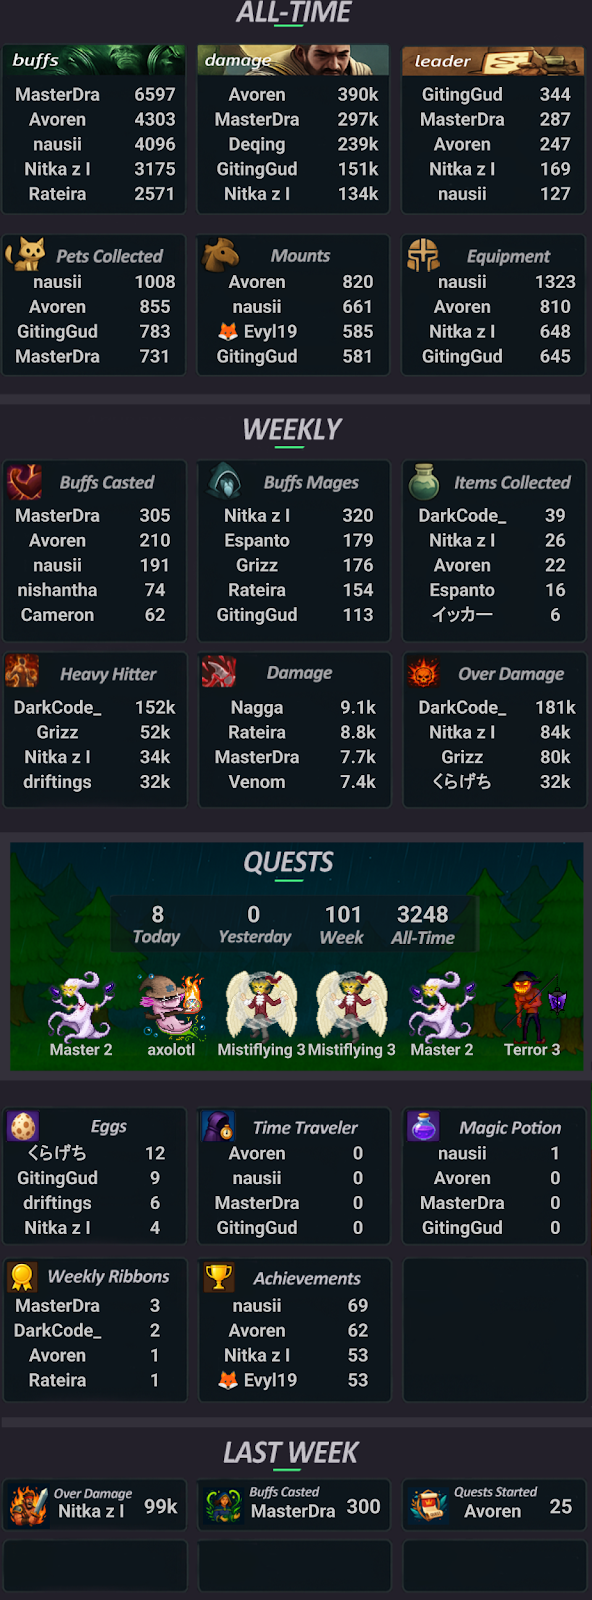 ALL-TIME
buffs
MasterDra 6597
Avoren 4303
nausii 4096
Nitka z I 3175
Rateira 2571
damage
Avoren 390k
MasterDra 297k
Deqing 239k
GitingGud 151k
Nitka z I 134k
leader
GitingGud 344
MasterDra 287
Avoren 247
Nitka z I 169
nausii 127
Pets Collected
nausii 1008
Avoren 855
GitingGud 783
MasterDra 731
Mounts
Avoren 820
nausii 661
🦊 Evyl19 585
GitingGud 581
Equipment
nausii 1323
Avoren 810
Nitka z I 648
GitingGud 645
WEEKLY
Buffs Casted
MasterDra 305
Avoren 210
nausii 191
nishantha 74
Cameron 62
Buffs Mages
Nitka z I 320
Espanto 179
Grizz 176
Rateira 154
GitingGud 113
Items Collected
DarkCode_ 39
Nitka z I 26
Avoren 22
Espanto 16
イッカー 6
Heavy Hitter
DarkCode_ 152k
Grizz 52k
Nitka z I 34k
driftings 32k
Damage
Nagga 9.1k
Rateira 8.8k
MasterDra 7.7k
Venom 7.4k
Over Damage
DarkCode_ 181k
Nitka z I 84k
Grizz 80k
くらげち 32k
QUESTS
8 0 101 3248
Today Yesterday Week All-Time
Master 2 axolotl Mistiflying 3 Mistiflying 3 Master 2 Terror 3
Eggs
くらげち 12
GitingGud 9
driftings 6
Nitka z I 4
Time Traveler
Avoren 0
nausii 0
MasterDra 0
GitingGud 0
Magic Potion
nausii 1
Avoren 0
MasterDra 0
GitingGud 0
Weekly Ribbons
MasterDra 3
DarkCode_ 2
Avoren 1
Rateira 1
Achievements
nausii 69
Avoren 62
Nitka z I 53
🦊 Evyl19 53
LAST WEEK
Over Damage
Nitka z I 99k
Buffs Casted
MasterDra 300
Quests Started
Avoren 25